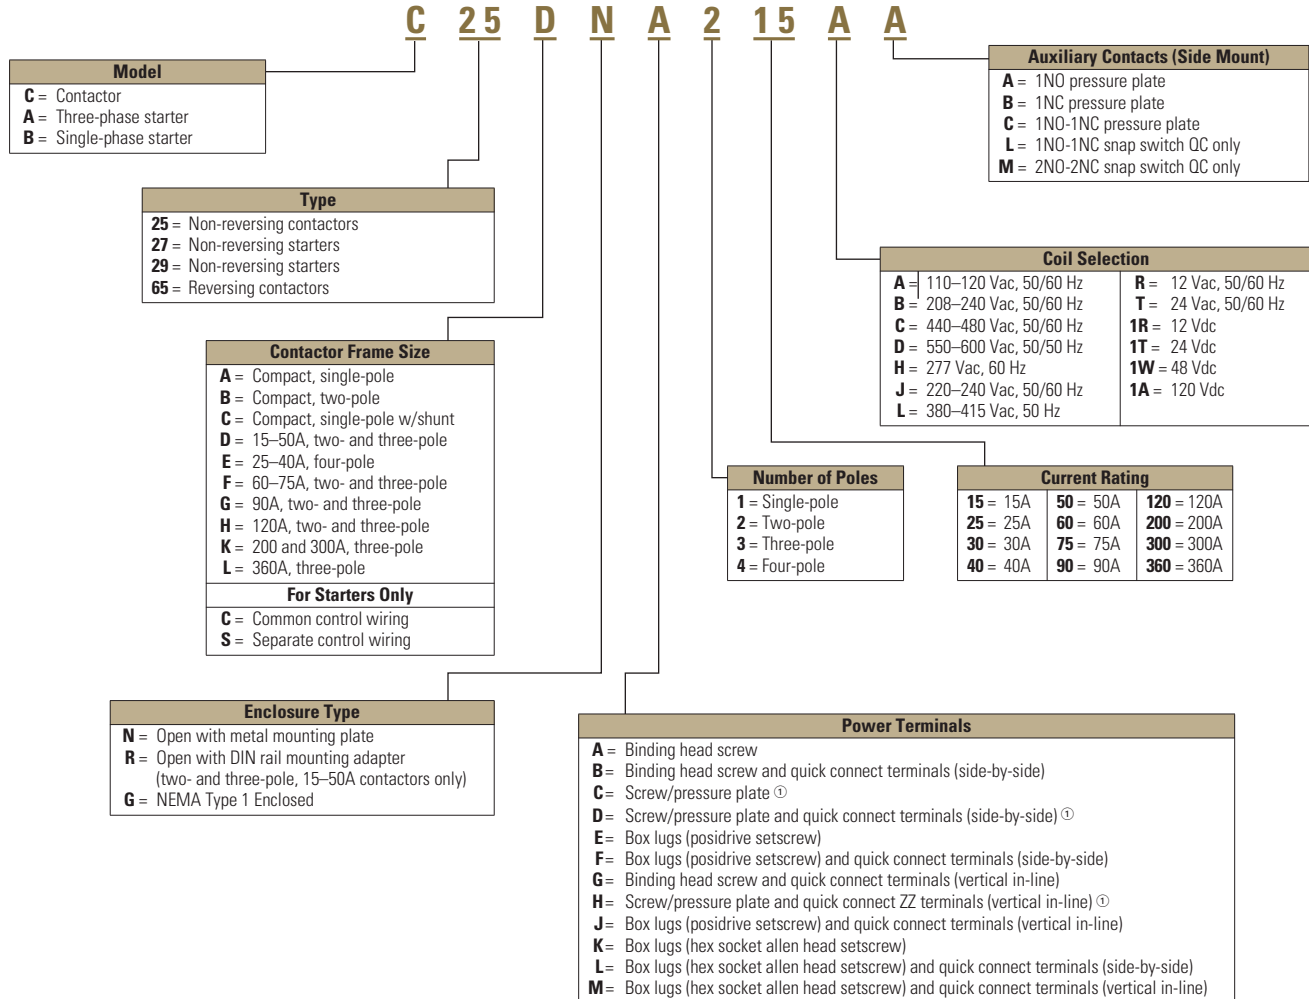 C 25 D N A 2 15 A A
Model
C = Contactor
A = Three-phase starter
B = Single-phase starter
Auxiliary Contacts (Side Mount)
A = 1NO pressure plate
B = 1NC pressure plate
C = 1NO-1NC pressure plate
L = 1NO-1NC snap switch QC only
M = 2NO-2NC snap switch QC only
Type
25 = Non-reversing contactors
27 = Non-reversing starters
29 = Non-reversing starters
65 = Reversing contactors
Coil Selection
A = 110–120 Vac, 50/60 Hz
B = 208–240 Vac, 50/60 Hz
C = 440–480 Vac, 50/60 Hz
D = 550–600 Vac, 50/50 Hz
H = 277 Vac, 60 Hz
J = 220–240 Vac, 50/60 Hz
L = 380–415 Vac, 50 Hz
R = 12 Vac, 50/60 Hz
T = 24 Vac, 50/60 Hz
1R = 12 Vdc
1T = 24 Vdc
1W = 48 Vdc
1A = 120 Vdc
Contactor Frame Size
A = Compact, single-pole
B = Compact, two-pole
C = Compact, single-pole w/shunt
D = 15–50A, two- and three-pole
E = 25–40A, four-pole
F = 60–75A, two- and three-pole
G = 90A, two- and three-pole
H = 120A, two- and three-pole
K = 200 and 300A, three-pole
L = 360A, three-pole
For Starters Only
C = Common control wiring
S = Separate control wiring
Number of Poles
1 = Single-pole
2 = Two-pole
3 = Three-pole
4 = Four-pole
Current Rating
15 = 15A 50 = 50A 120 = 120A
25 = 25A 60 = 60A 200 = 200A
30 = 30A 75 = 75A 300 = 300A
40 = 40A 90 = 90A 360 = 360A
Enclosure Type
N = Open with metal mounting plate
R = Open with DIN rail mounting adapter
(two- and three-pole, 15–50A contactors only)
G = NEMA Type 1 Enclosed
Power Terminals
A = Binding head screw
B = Binding head screw and quick connect terminals (side-by-side)
C = Screw/pressure plate ①
D = Screw/pressure plate and quick connect terminals (side-by-side) ①
E = Box lugs (posidrive setscrew)
F = Box lugs (posidrive setscrew) and quick connect terminals (side-by-side)
G = Binding head screw and quick connect terminals (vertical in-line)
H = Screw/pressure plate and quick connect ZZ terminals (vertical in-line) ①
J = Box lugs (posidrive setscrew) and quick connect terminals (vertical in-line)
K = Box lugs (hex socket allen head setscrew)
L = Box lugs (hex socket allen head setscrew) and quick connect terminals (side-by-side)
M = Box lugs (hex socket allen head setscrew) and quick connect terminals (vertical in-line)